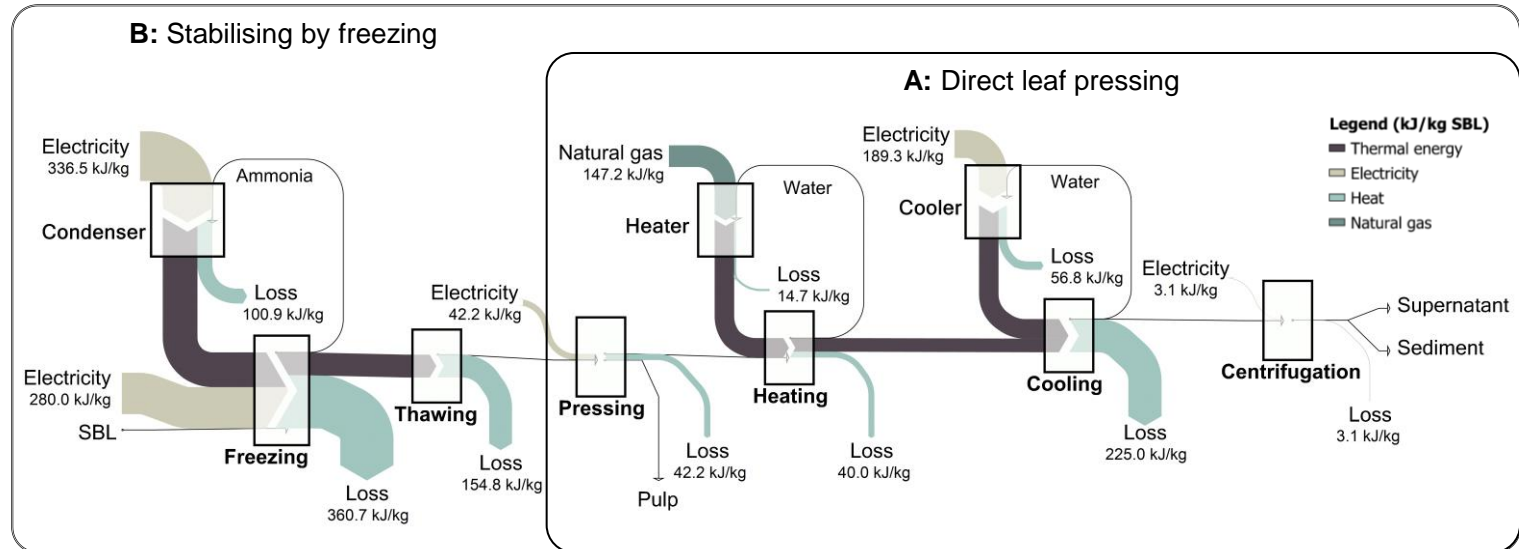 B: Stabilising by freezing
A: Direct leaf pressing
Electricity
336.5 kJ/kg
Ammonia
Condenser
Loss
100.9 kJ/kg
Electricity
280.0 kJ/kg
SBL
Freezing
Loss
360.7 kJ/kg
Thawing
Loss
154.8 kJ/kg
Electricity
42.2 kJ/kg
Pressing
Loss
42.2 kJ/kg
Pulp
Natural gas
147.2 kJ/kg
Water
Heater
Loss
14.7 kJ/kg
Heating
Loss
40.0 kJ/kg
Electricity
189.3 kJ/kg
Water
Cooler
Loss
56.8 kJ/kg
Cooling
Loss
225.0 kJ/kg
Electricity
3.1 kJ/kg
Centrifugation
Loss
3.1 kJ/kg
Supernatant
Sediment
Legend (kJ/kg SBL)
Thermal energy
Electricity
Heat
Natural gas